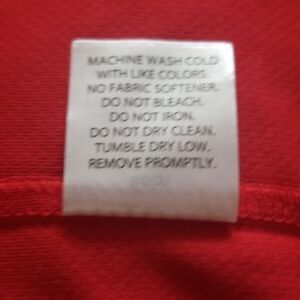 MACHINE WASH COLD
WITH LIKE COLORS.
NO FABRIC SOFTENER.
DO NOT BLEACH.
DO NOT IRON.
DO NOT DRY CLEAN.
TUMBLE DRY LOW.
REMOVE PROMPTLY.